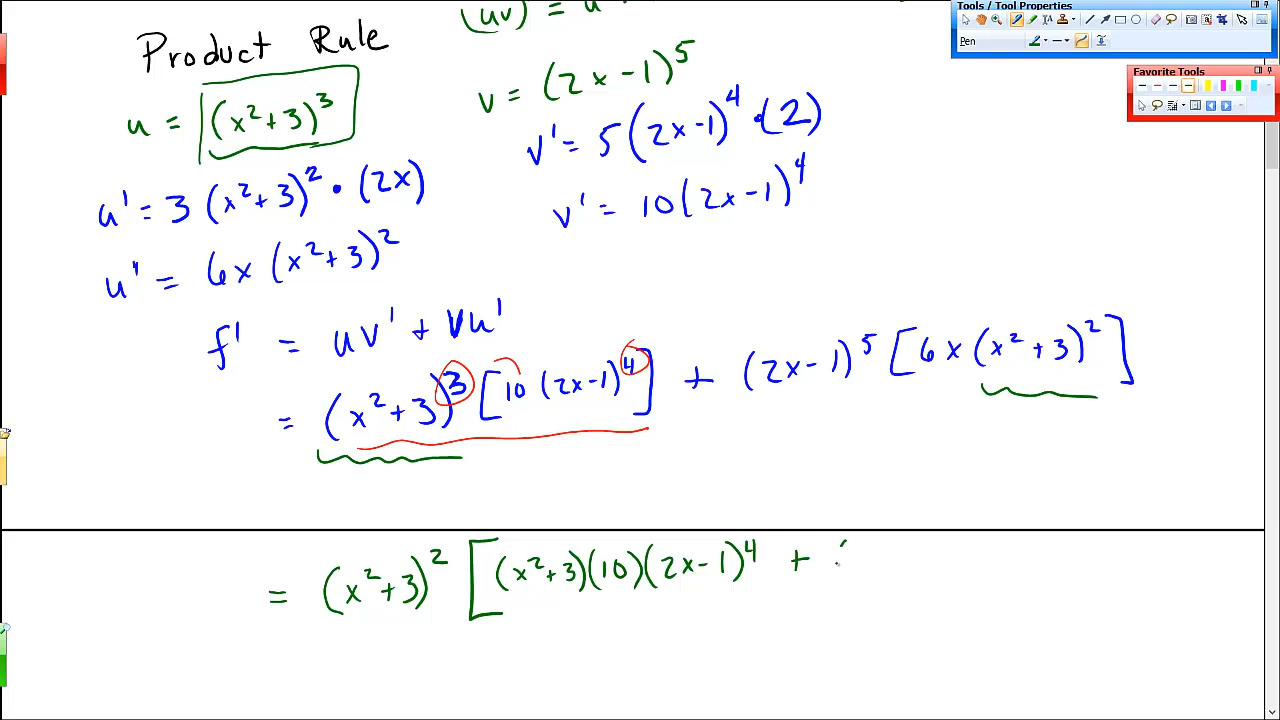 (uv)' = u
Product Rule
u = (x²+3)³
v = (2x-1)⁵
u' = 3(x²+3)² · (2x)
v' = 5(2x-1)⁴ · (2)
u' = 6x(x²+3)²
v' = 10(2x-1)⁴
f' = uv' + vu'
= (x²+3)³ [10(2x-1)⁴] + (2x-1)⁵ [6x(x²+3)²]
= (x²+3)² [(x²+3)(10)(2x-1)⁴ +
Tools / Tool Properties
Pen
Favorite Tools